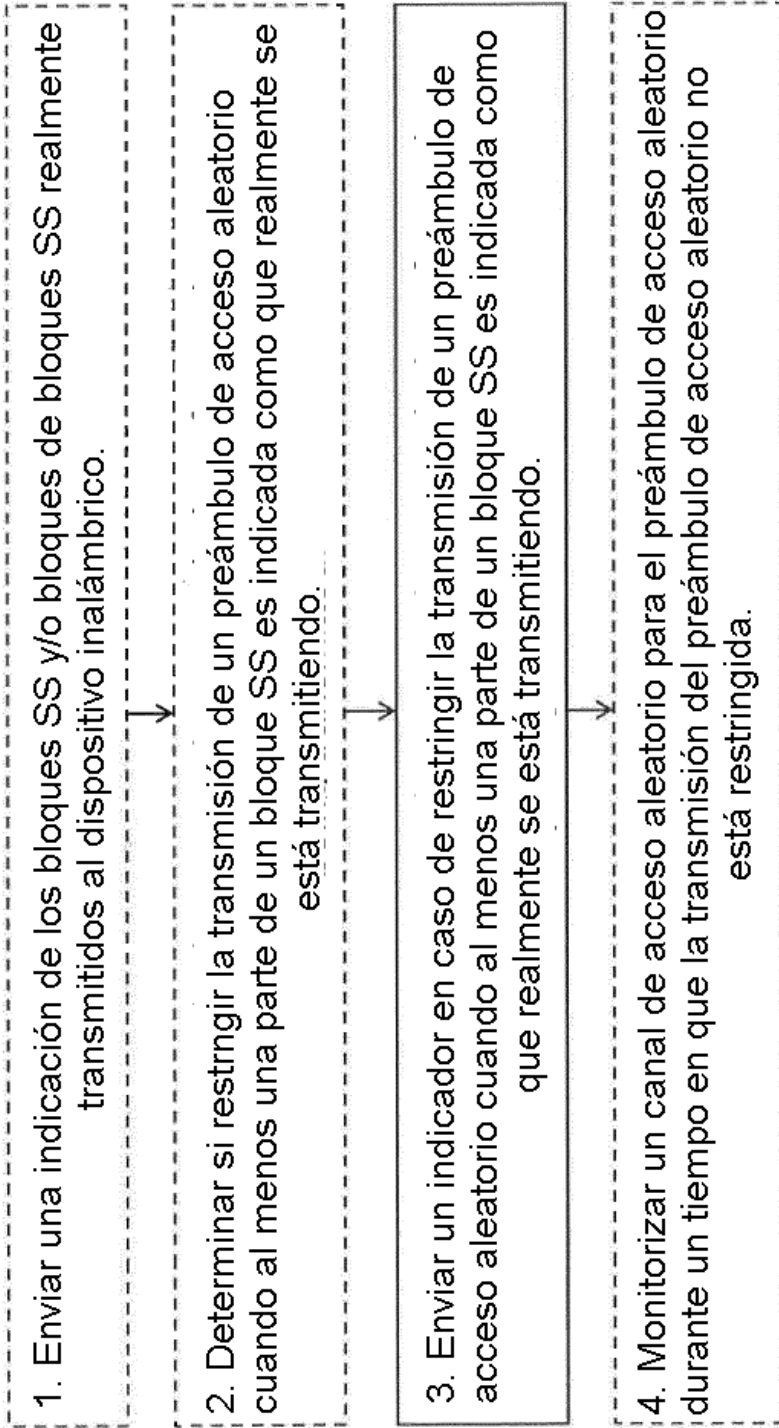 1. Enviar una indicación de los bloques SS y/o bloques de bloques SS realmente
transmitidos al dispositivo inalámbrico.
2. Determinar si restrngir la transmisión de un preámbulo de acceso aleatorio
cuando al menos una parte de un bloque SS es indicada como que realmente se
está transmitiendo.
3. Enviar un indicador en caso de restringir la transmisión de un preámbulo de
acceso aleatorio cuando al menos una parte de un bloque SS es indicada como
que realmente se está transmitiendo.
4. Monitorizar un canal de acceso aleatorio para el preámbulo de acceso aleatorio
durante un tiempo en que la transmisión del preámbulo de acceso aleatorio no
está restringida.